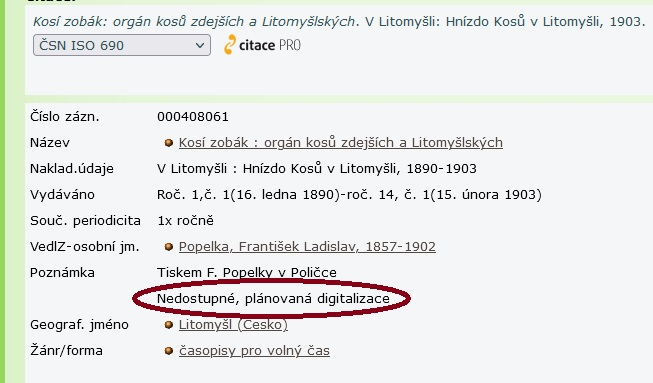 Kosí zobák: orgán kosů zdejších a Litomyšlských. V Litomyšli: Hnízdo Kosů v Litomyšli, 1903.
ČSN ISO 690 citace PRO
Číslo zázn. 000408061
Název Kosí zobák : orgán kosů zdejších a Litomyšlských
Naklad.údaje V Litomyšli : Hnízdo Kosů v Litomyšli, 1890-1903
Vydáváno Roč. 1,č. 1(16. ledna 1890)-roč. 14, č. 1(15. února 1903)
Souč. periodicita 1x ročně
VedlZ-osobní jm. Popelka, František Ladislav, 1857-1902
Poznámka Tiskem F. Popelky v Poličce
Nedostupné, plánovaná digitalizace
Geograf. jméno Litomyšl (Česko)
Žánr/forma časopisy pro volný čas